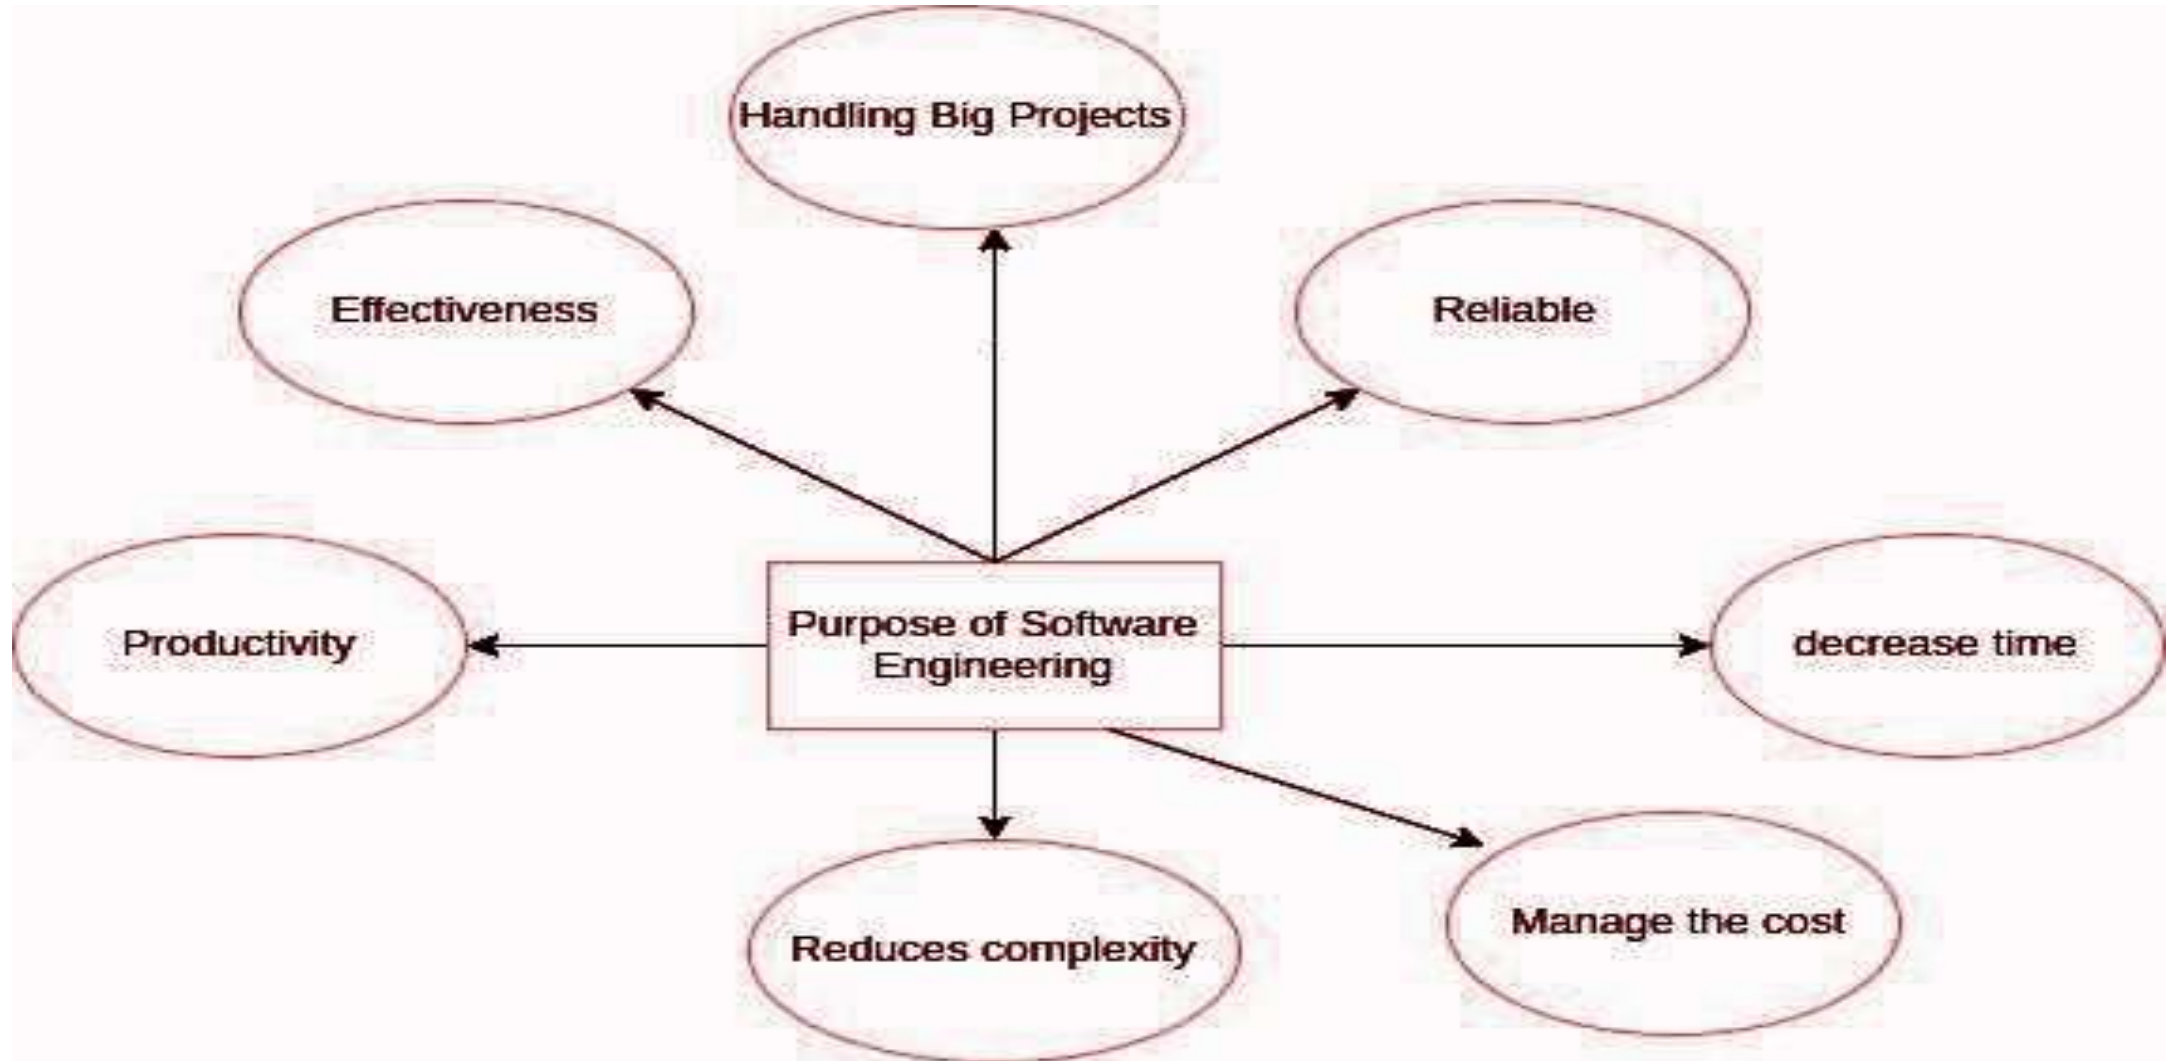 Handling Big Projects
Effectiveness
Reliable
Productivity
Purpose of Software
Engineering
decrease time
Manage the cost
Reduces complexity